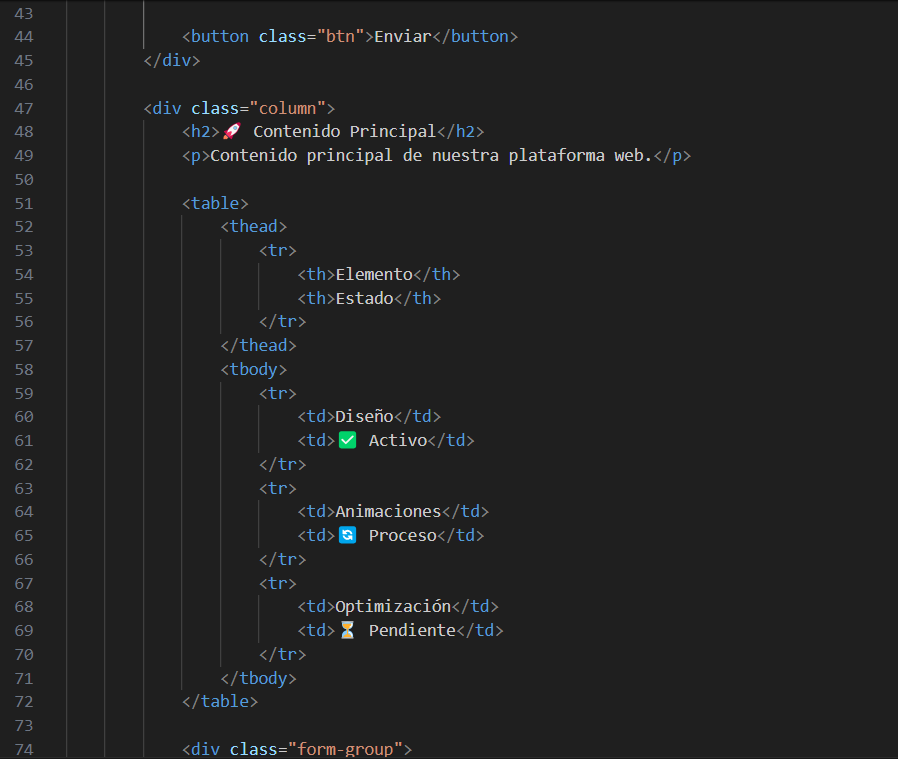 43
44 <button class="btn">Enviar</button>
45 </div>
46
47 <div class="column">
48 <h2>🚀 Contenido Principal</h2>
49 <p>Contenido principal de nuestra plataforma web.</p>
50
51 <table>
52 <thead>
53 <tr>
54 <th>Elemento</th>
55 <th>Estado</th>
56 </tr>
57 </thead>
58 <tbody>
59 <tr>
60 <td>Diseño</td>
61 <td>✅ Activo</td>
62 </tr>
63 <tr>
64 <td>Animaciones</td>
65 <td>🔄 Proceso</td>
66 </tr>
67 <tr>
68 <td>Optimización</td>
69 <td>⏳ Pendiente</td>
70 </tr>
71 </tbody>
72 </table>
73
74 <div class="form-group">